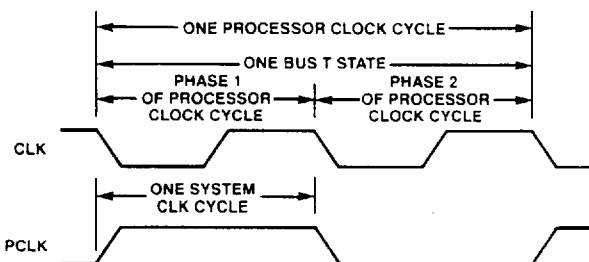 ONE PROCESSOR CLOCK CYCLE
ONE BUS T STATE
PHASE 1
OF PROCESSOR
CLOCK CYCLE
PHASE 2
OF PROCESSOR
CLOCK CYCLE
CLK
ONE SYSTEM
CLK CYCLE
PCLK